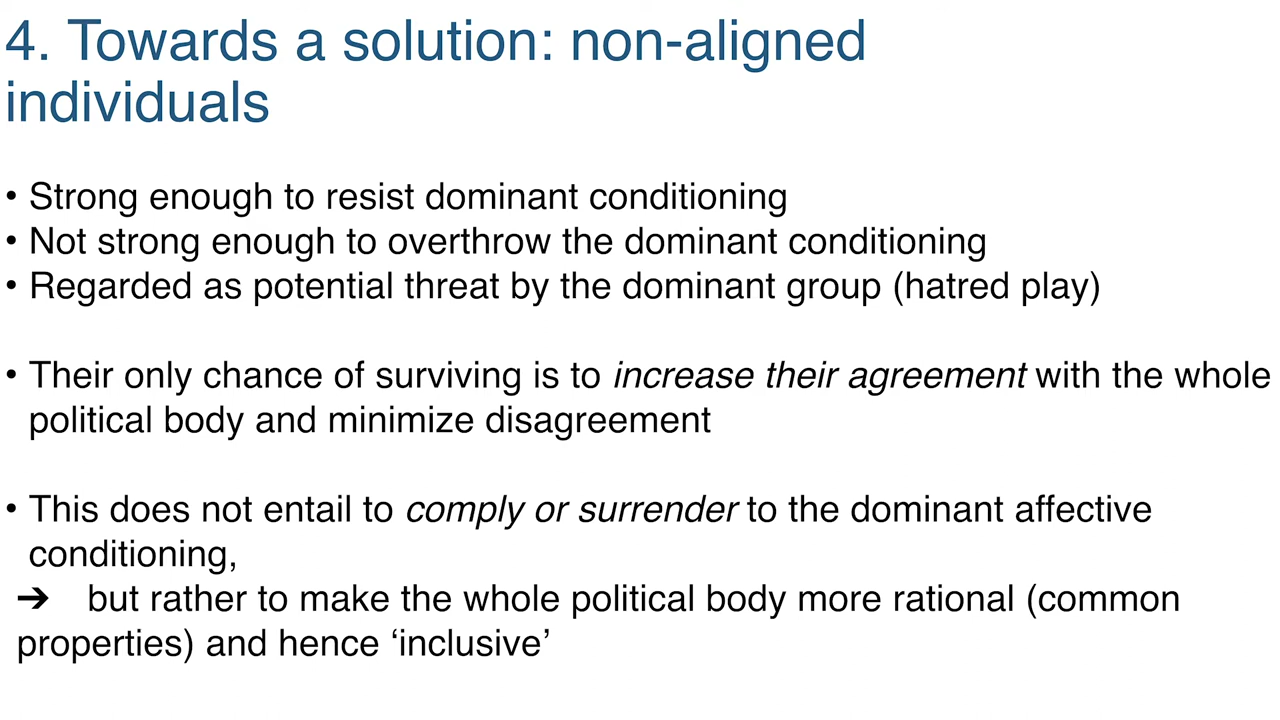 4. Towards a solution: non-aligned
individuals
• Strong enough to resist dominant conditioning
• Not strong enough to overthrow the dominant conditioning
• Regarded as potential threat by the dominant group (hatred play)
• Their only chance of surviving is to increase their agreement with the whole
political body and minimize disagreement
• This does not entail to comply or surrender to the dominant affective
conditioning,
➔ but rather to make the whole political body more rational (common
properties) and hence ‘inclusive’